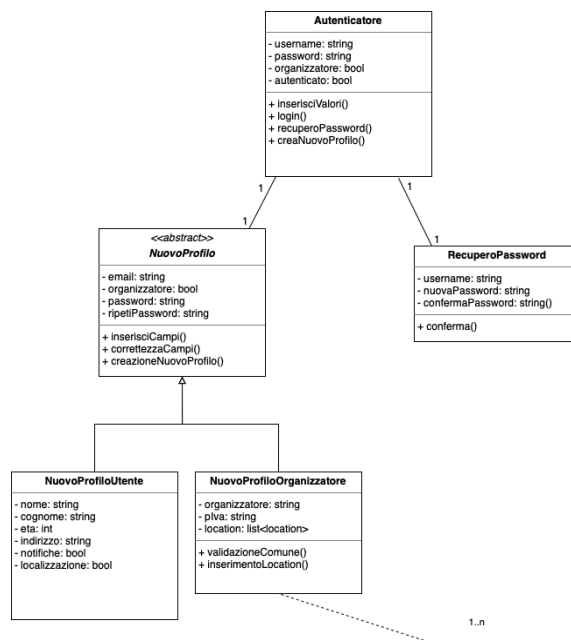 Autenticatore
- username: string
- password: string
- organizzatore: bool
- autenticato: bool
+ inserisciValori()
+ login()
+ recuperoPassword()
+ creaNuovoProfilo()
1
1
1
1
<<abstract>>
NuovoProfilo
- email: string
- organizzatore: bool
- password: string
- ripetiPassword: string
+ inserisciCampi()
+ correttezzaCampi()
+ creazioneNuovoProfilo()
RecuperoPassword
- username: string
- nuovaPassword: string
- confermaPassword: string()
+ conferma()
NuovoProfiloUtente
- nome: string
- cognome: string
- eta: int
- indirizzo: string
- notifiche: bool
- localizzazione: bool
NuovoProfiloOrganizzatore
- organizzatore: string
- pIva: string
- location: list<location>
+ validazioneComune()
+ inserimentoLocation()
1..n